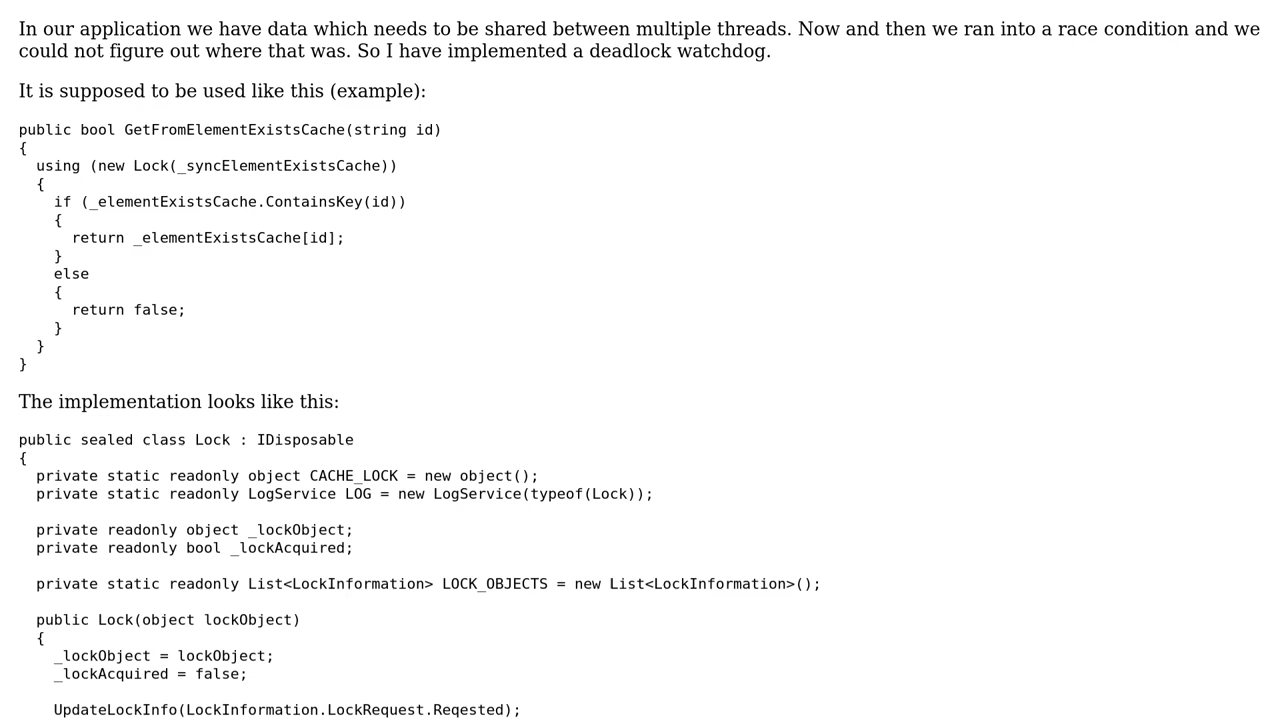 In our application we have data which needs to be shared between multiple threads. Now and then we ran into a race condition and we
could not figure out where that was. So I have implemented a deadlock watchdog.
It is supposed to be used like this (example):
public bool GetFromElementExistsCache(string id)
{
  using (new Lock(_syncElementExistsCache))
  {
    if (_elementExistsCache.ContainsKey(id))
    {
      return _elementExistsCache[id];
    }
    else
    {
      return false;
    }
  }
}
The implementation looks like this:
public sealed class Lock : IDisposable
{
  private static readonly object CACHE_LOCK = new object();
  private static readonly LogService LOG = new LogService(typeof(Lock));
  private readonly object _lockObject;
  private readonly bool _lockAcquired;
  private static readonly List<LockInformation> LOCK_OBJECTS = new List<LockInformation>();
  public Lock(object lockObject)
  {
    _lockObject = lockObject;
    _lockAcquired = false;
    UpdateLockInfo(LockInformation.LockRequest.Reqested);